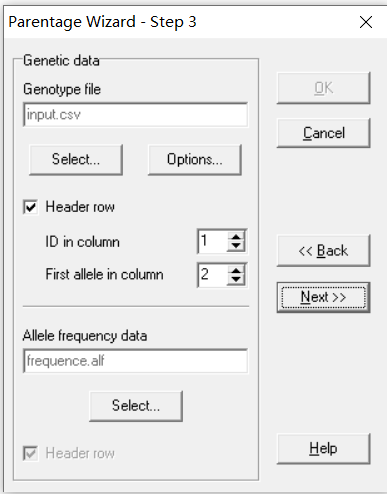 Parentage Wizard - Step 3
Genetic data
Genotype file
input.csv
Select...
Options...
Header row
ID in column
1
First allele in column
2
Allele frequency data
frequence.alf
Select...
Header row
OK
Cancel
<< Back
Next >>
Help